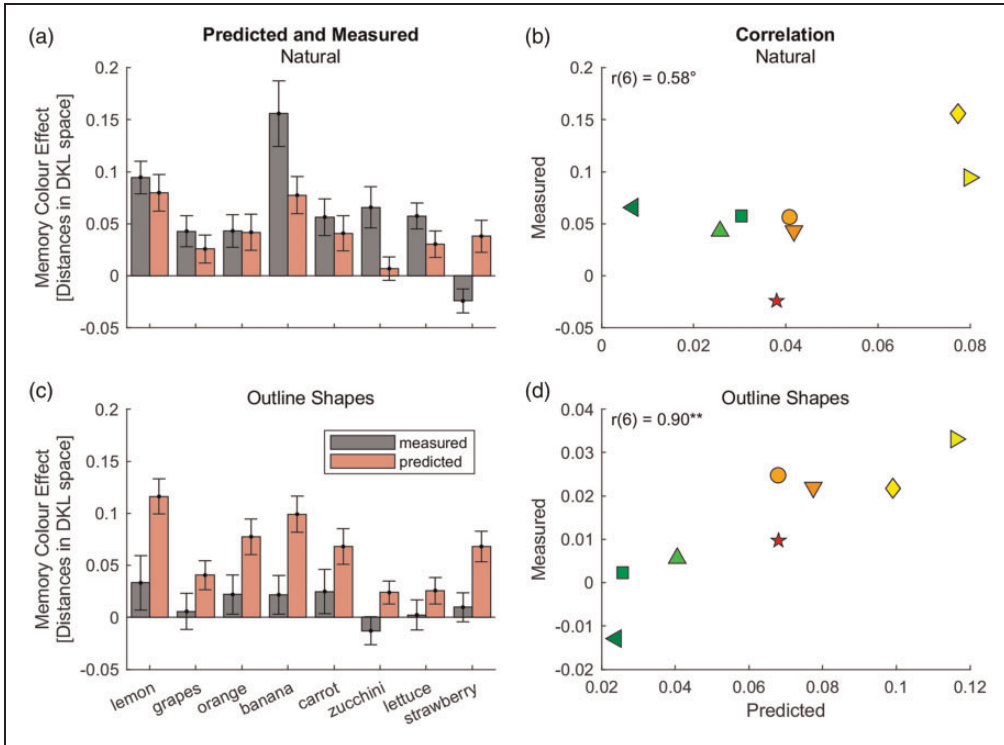 (a)
Predicted and Measured
Natural
Memory Colour Effect
[Distances in DKL space]
0.2
0.15
0.1
0.05
0
-0.05
(b)
Correlation
Natural
r(6) = 0.58°
Measured
0.2
0.15
0.1
0.05
0
-0.05
0
0.02
0.04
0.06
0.08
(c)
Outline Shapes
Memory Colour Effect
[Distances in DKL space]
0.2
0.15
0.1
0.05
0
-0.05
measured
predicted
lemon
grapes
orange
banana
carrot
zucchini
lettuce
strawberry
(d)
Outline Shapes
r(6) = 0.90**
Measured
0.04
0.03
0.02
0.01
0
-0.01
-0.02
0.02
0.04
0.06
0.08
0.1
0.12
Predicted